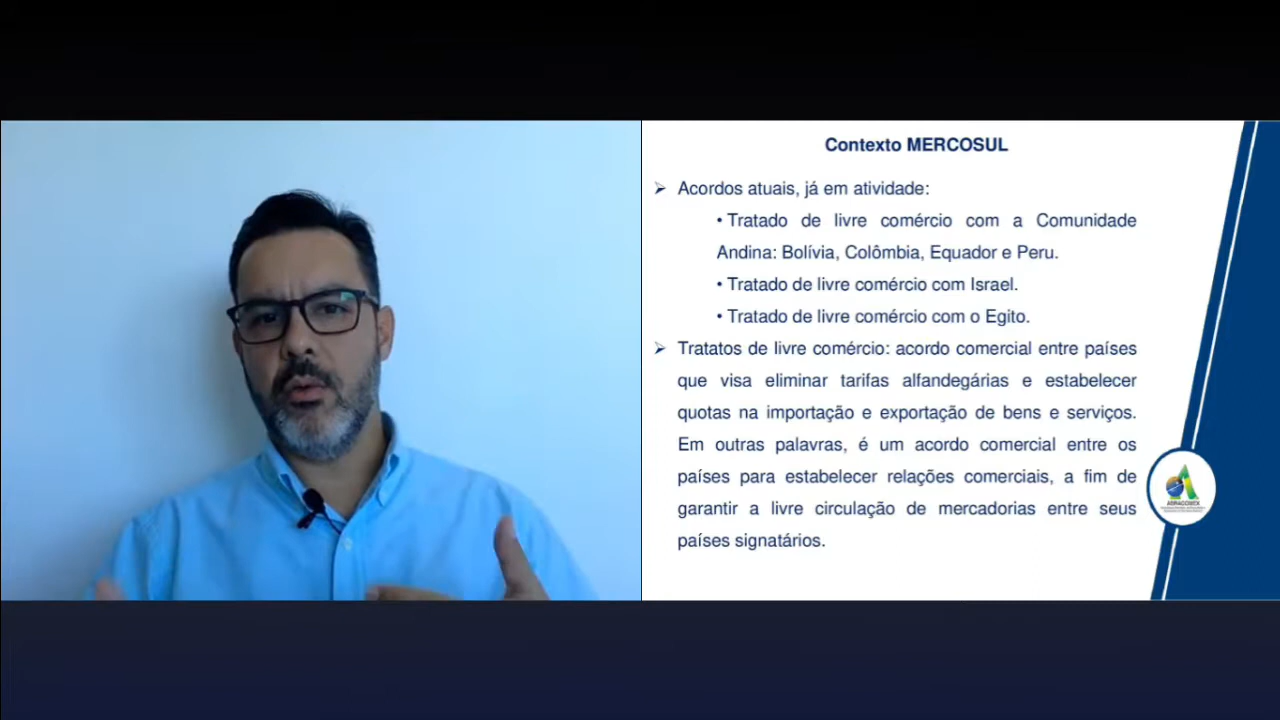 Contexto MERCOSUL
➢ Acordos atuais, já em atividade:
• Tratado de livre comércio com a Comunidade
Andina: Bolívia, Colômbia, Equador e Peru.
• Tratado de livre comércio com Israel.
• Tratado de livre comércio com o Egito.
➢ Tratatos de livre comércio: acordo comercial entre países
que visa eliminar tarifas alfandegárias e estabelecer
quotas na importação e exportação de bens e serviços.
Em outras palavras, é um acordo comercial entre os
países para estabelecer relações comerciais, a fim de
garantir a livre circulação de mercadorias entre seus
países signatários.